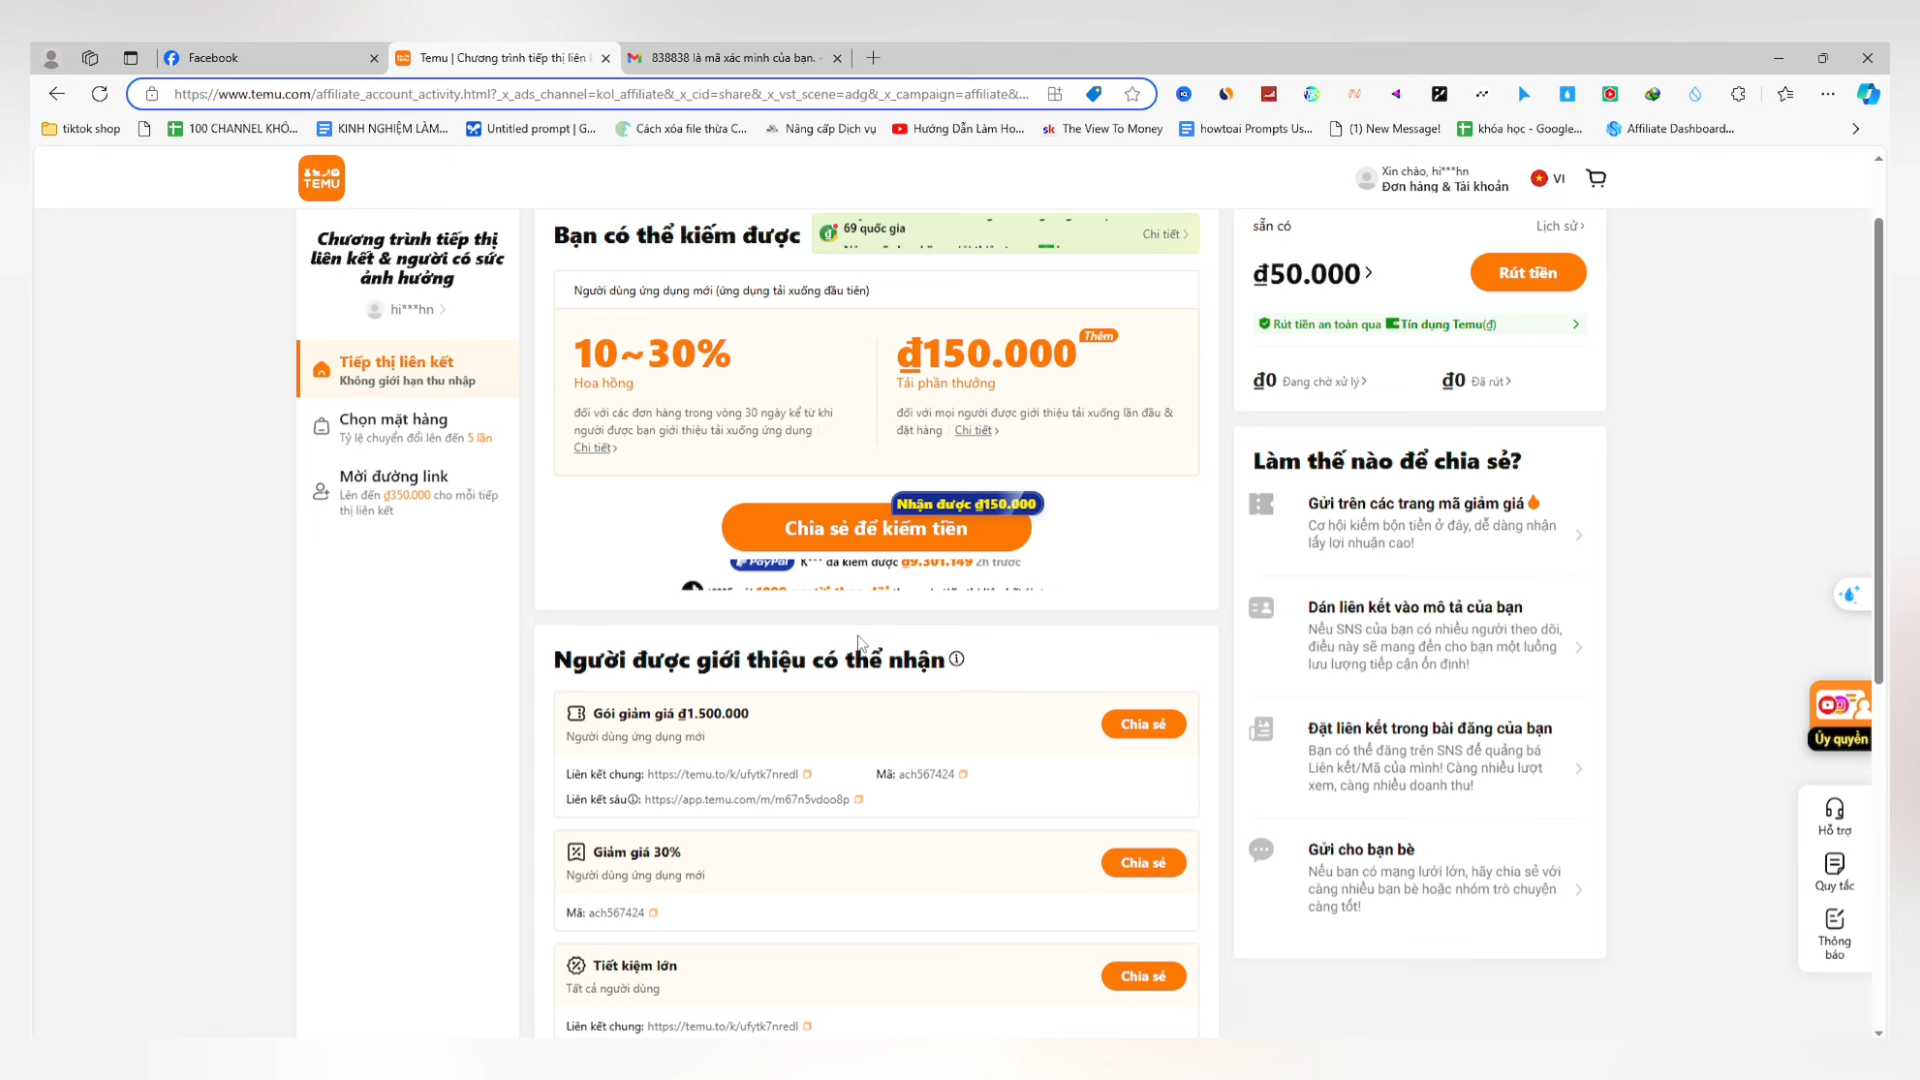 Facebook
Temu | Chương trình tiếp thị liên
838838 là mã xác minh của bạn. -
https://www.temu.com/affiliate_account_activity.html?_x_ads_channel=kol_affiliate&_x_cid=share&_x_vst_scene=adg&_x_campaign=affiliate&...
tiktok shop
100 CHANNEL KHÔ...
KINH NGHIỆM LÀM...
Untitled prompt | G...
Cách xóa file thừa C...
Nâng cấp Dịch vụ
Hướng Dẫn Làm Ho...
sk The View To Money
howtoai Prompts Us...
(1) New Message!
khóa học - Google...
Affiliate Dashboard...
TEMU
Xin chào, hi***hn
Đơn hàng & Tài khoản
VI
Chương trình tiếp thị
liên kết & người có sức
ảnh hưởng
hi***hn
Tiếp thị liên kết
Không giới hạn thu nhập
Chọn mặt hàng
Tỷ lệ chuyển đổi lên đến 5 lần
Mời đường link
Lên đến ₫350.000 cho mỗi tiếp
thị liên kết
Bạn có thể kiếm được
69 quốc gia
Chi tiết
Người dùng ứng dụng mới (ứng dụng tải xuống đầu tiên)
10~30%
Hoa hồng
đối với các đơn hàng trong vòng 30 ngày kể từ khi
người được bạn giới thiệu tải xuống ứng dụng
Chi tiết
₫150.000
Thêm
Tải phần thưởng
đối với mọi người được giới thiệu tải xuống lần đầu &
đặt hàng
Chi tiết
Nhận được ₫150.000
Chia sẻ để kiếm tiền
PayPal K*** đã kiếm được ₫9.301.149 2h trước
Người được giới thiệu có thể nhận
Gói giảm giá ₫1.500.000
Người dùng ứng dụng mới
Chia sẻ
Liên kết chung: https://temu.to/k/ufytk7nredl
Mã: ach567424
Liên kết sâu: https://app.temu.com/m/m67n5vdoo8p
Giảm giá 30%
Người dùng ứng dụng mới
Chia sẻ
Mã: ach567424
Tiết kiệm lớn
Tất cả người dùng
Chia sẻ
Liên kết chung: https://temu.to/k/ufytk7nredl
sẵn có
Lịch sử
₫50.000
Rút tiền
Rút tiền an toàn qua Tín dụng Temu(₫)
₫0 Đang chờ xử lý
₫0 Đã rút
Làm thế nào để chia sẻ?
Gửi trên các trang mã giảm giá
Cơ hội kiếm bộn tiền ở đây, dễ dàng nhận
lấy lợi nhuận cao!
Dán liên kết vào mô tả của bạn
Nếu SNS của bạn có nhiều người theo dõi,
điều này sẽ mang đến cho bạn một luồng
lưu lượng tiếp cận ổn định!
Đặt liên kết trong bài đăng của bạn
Bạn có thể đăng trên SNS để quảng bá
Liên kết/Mã của mình! Càng nhiều lượt
xem, càng nhiều doanh thu!
Gửi cho bạn bè
Nếu bạn có mạng lưới lớn, hãy chia sẻ với
càng nhiều bạn bè hoặc nhóm trò chuyện
càng tốt!
Ủy quyền
Hỗ trợ
Quy tắc
Thông
báo